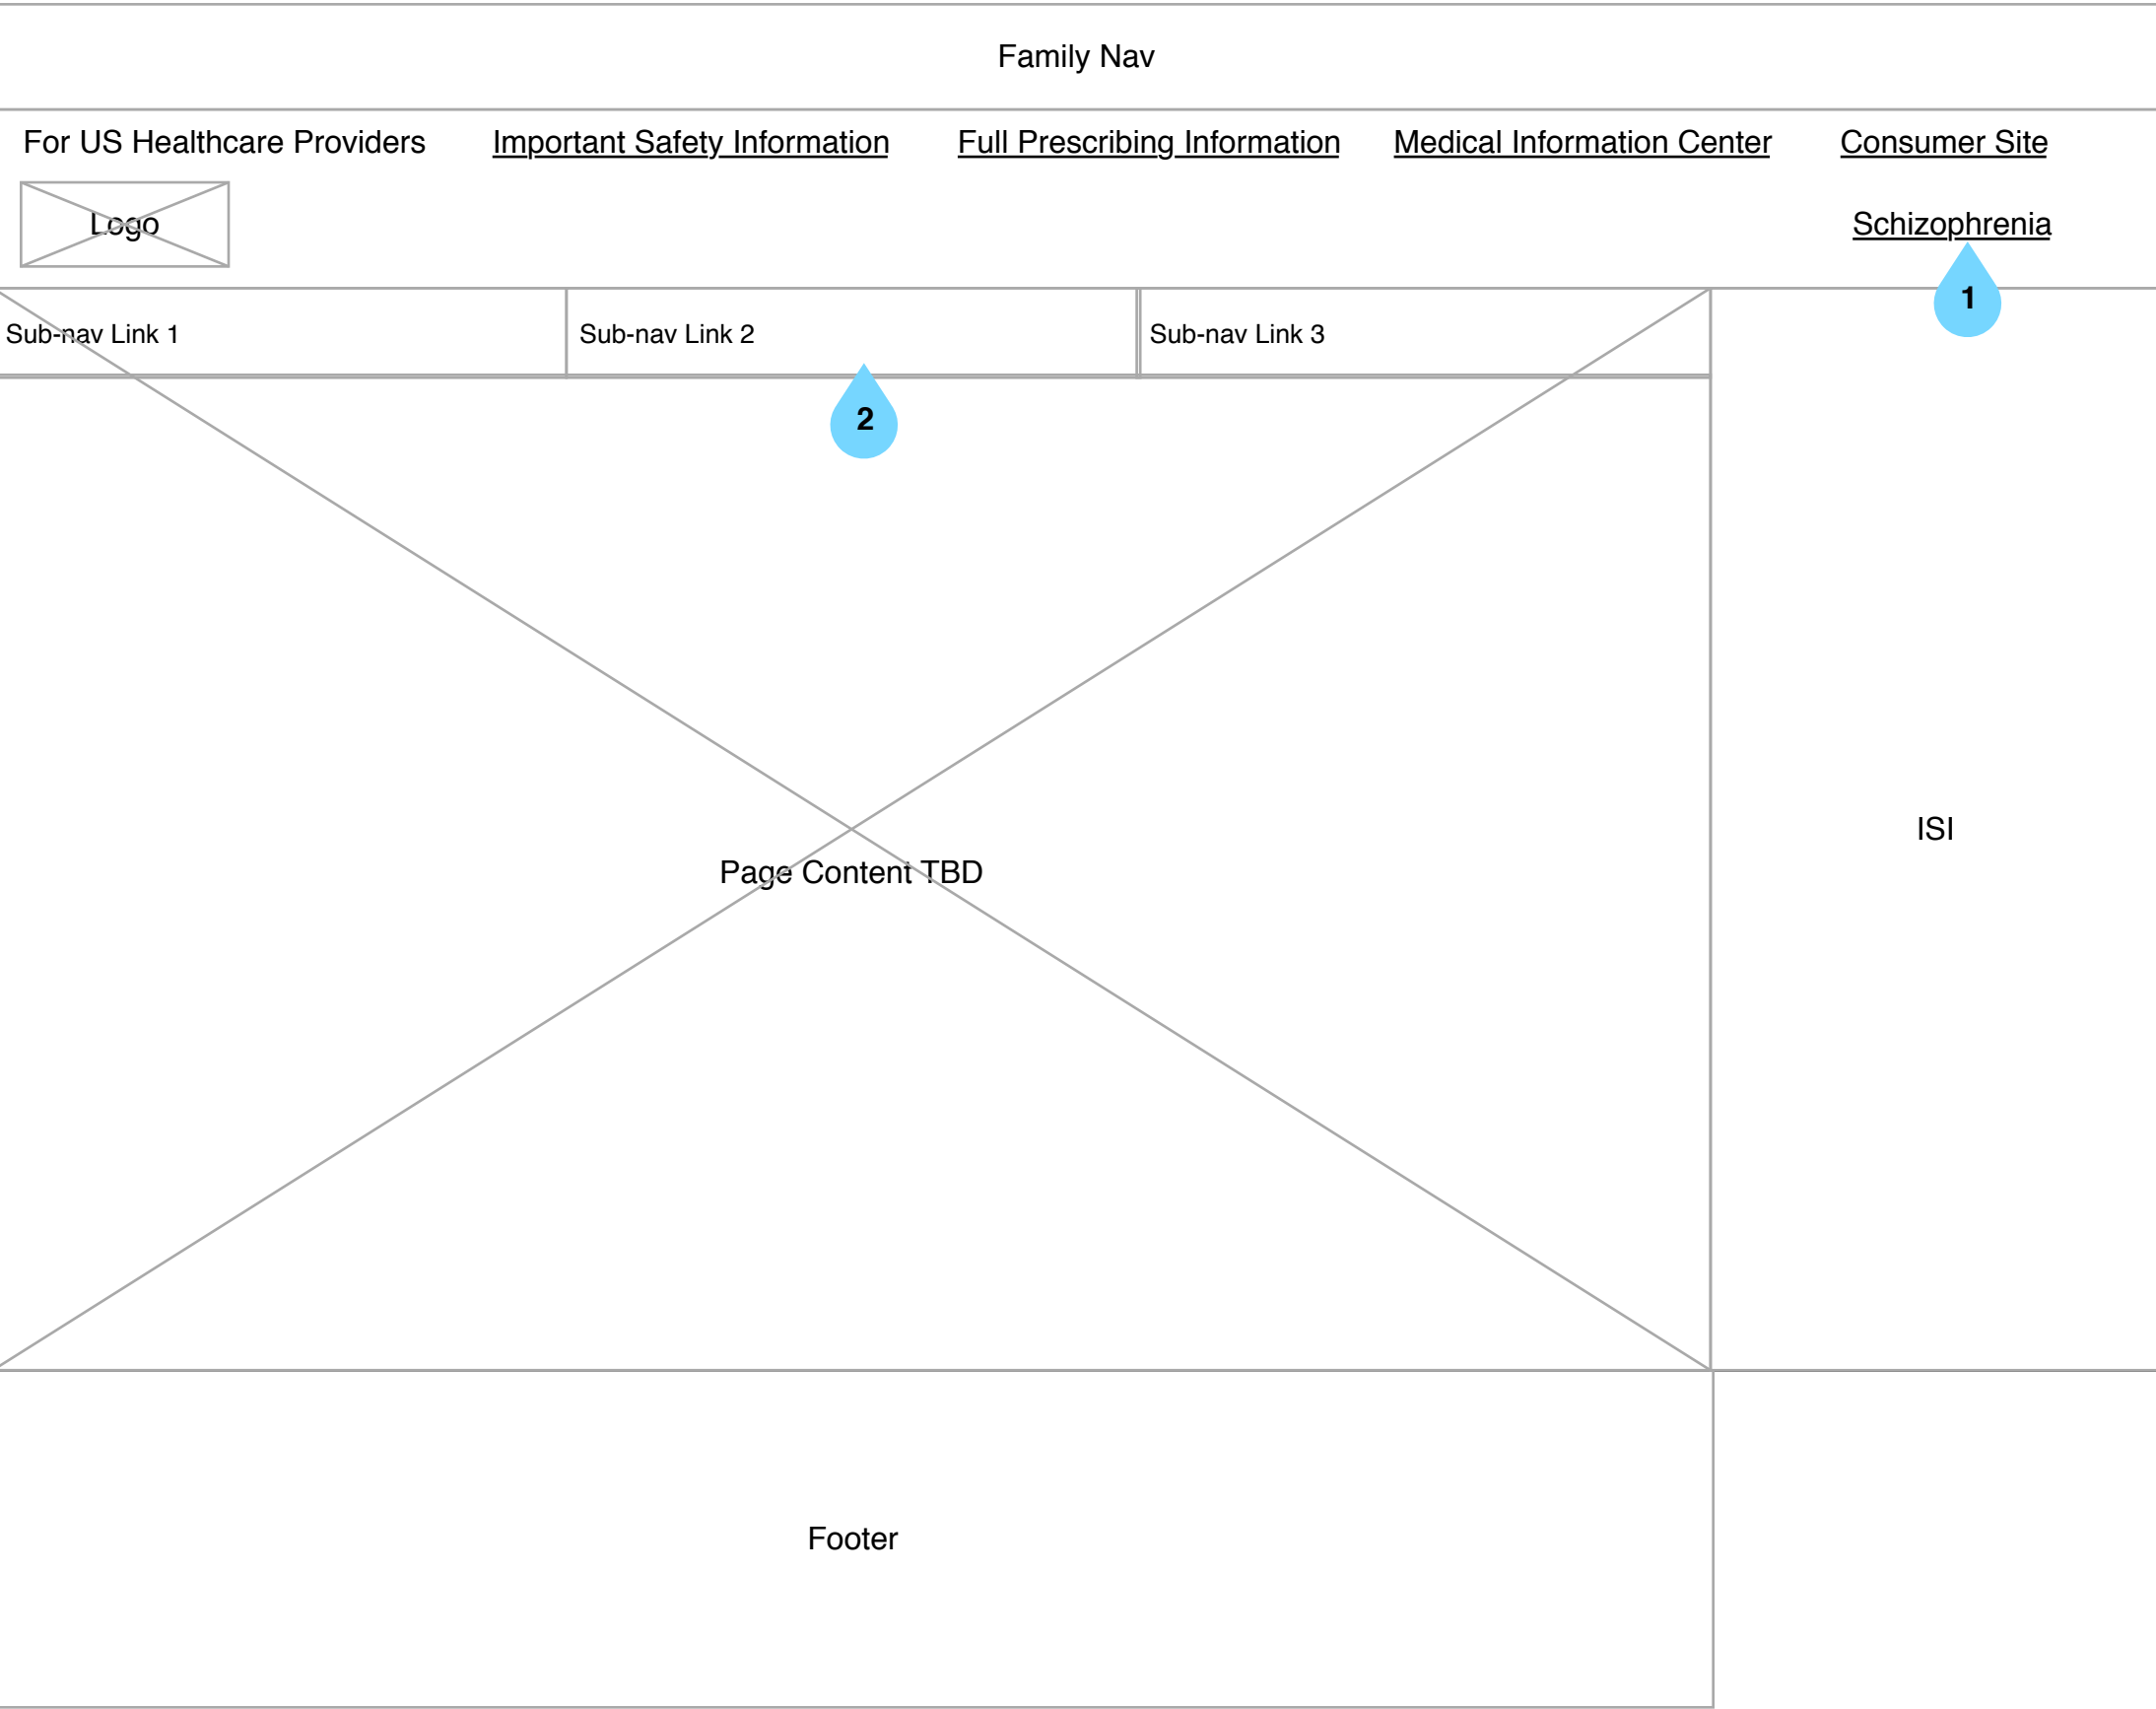 Family Nav
For US Healthcare Providers Important Safety Information Full Prescribing Information Medical Information Center Consumer Site
Logo Schizophrenia
1
Sub-nav Link 1 Sub-nav Link 2 Sub-nav Link 3
2
ISI
Page Content TBD
Footer